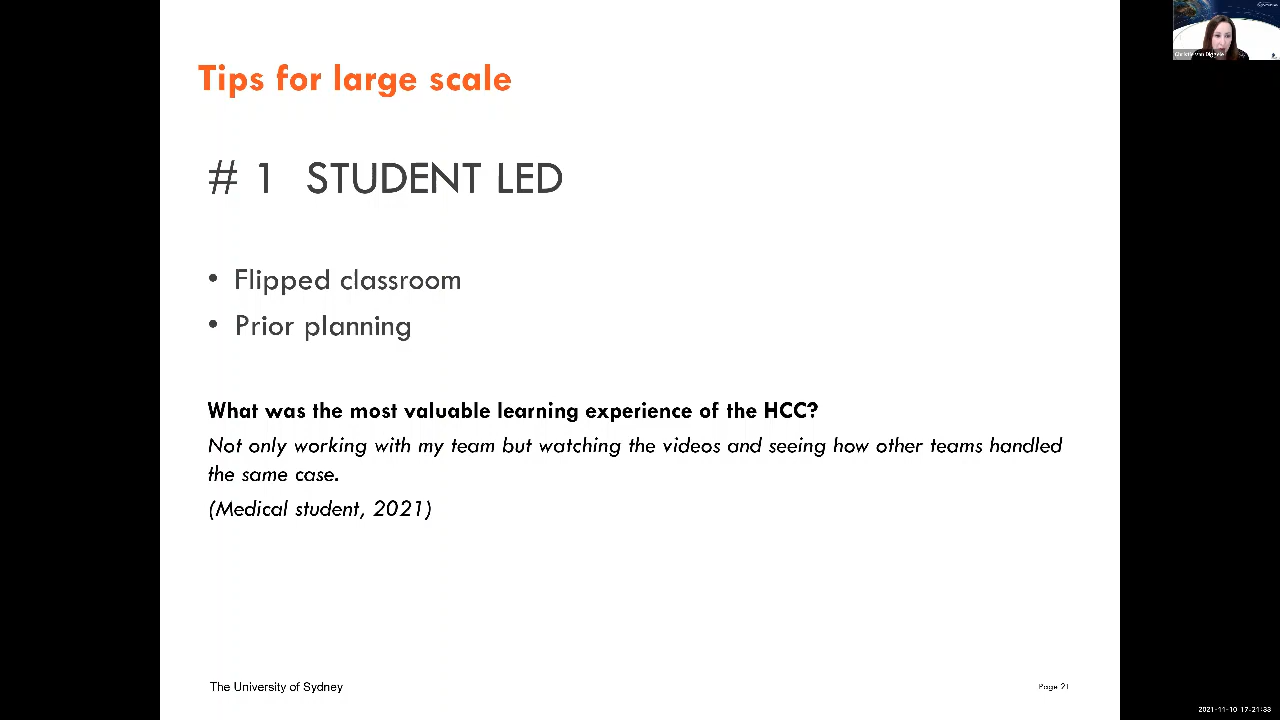 Tips for large scale
# 1 STUDENT LED
• Flipped classroom
• Prior planning
What was the most valuable learning experience of the HCC?
Not only working with my team but watching the videos and seeing how other teams handled
the same case.
(Medical student, 2021)
The University of Sydney
Page 21
2021-11-10 17-21-33